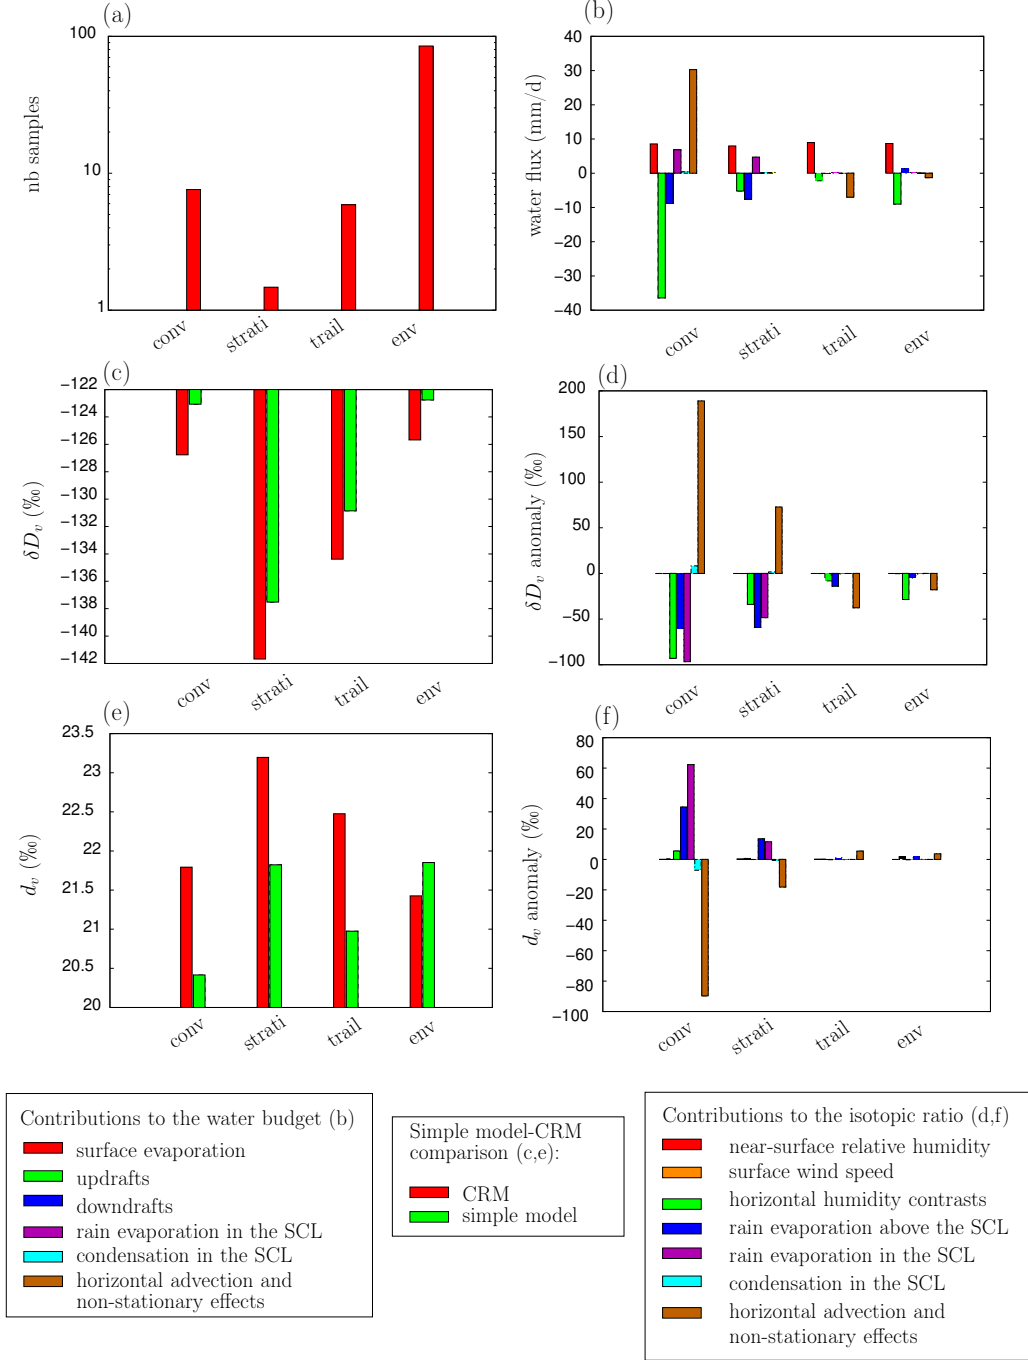 (a)
nb samples
100
10
1
conv
strati
trail
env
(b)
water flux (mm/d)
40
30
20
10
0
−10
−20
−30
−40
conv
strati
trail
env
(c)
δDᵥ (‰)
−122
−124
−126
−128
−130
−132
−134
−136
−138
−140
−142
conv
strati
trail
env
(d)
δDᵥ anomaly (‰)
200
150
100
50
0
−50
−100
conv
strati
trail
env
(e)
dᵥ (‰)
23.5
23
22.5
22
21.5
21
20.5
20
conv
strati
trail
env
(f)
dᵥ anomaly (‰)
80
60
40
20
0
−20
−40
−60
−80
−100
conv
strati
trail
env
Contributions to the water budget (b)
surface evaporation
updrafts
downdrafts
rain evaporation in the SCL
condensation in the SCL
horizontal advection and
non-stationary effects
Simple model-CRM
comparison (c,e):
CRM
simple model
Contributions to the isotopic ratio (d,f)
near-surface relative humidity
surface wind speed
horizontal humidity contrasts
rain evaporation above the SCL
rain evaporation in the SCL
condensation in the SCL
horizontal advection and
non-stationary effects